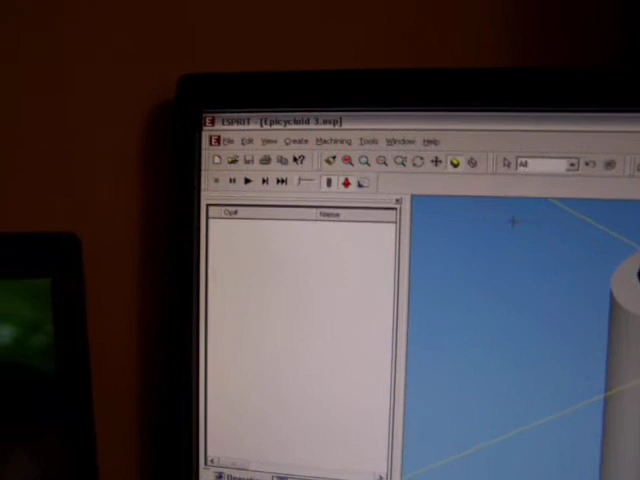 ESPRIT - [Epicycloid 3.esp]
File Edit View Create Machining Tools Window Help
All
Op# Name